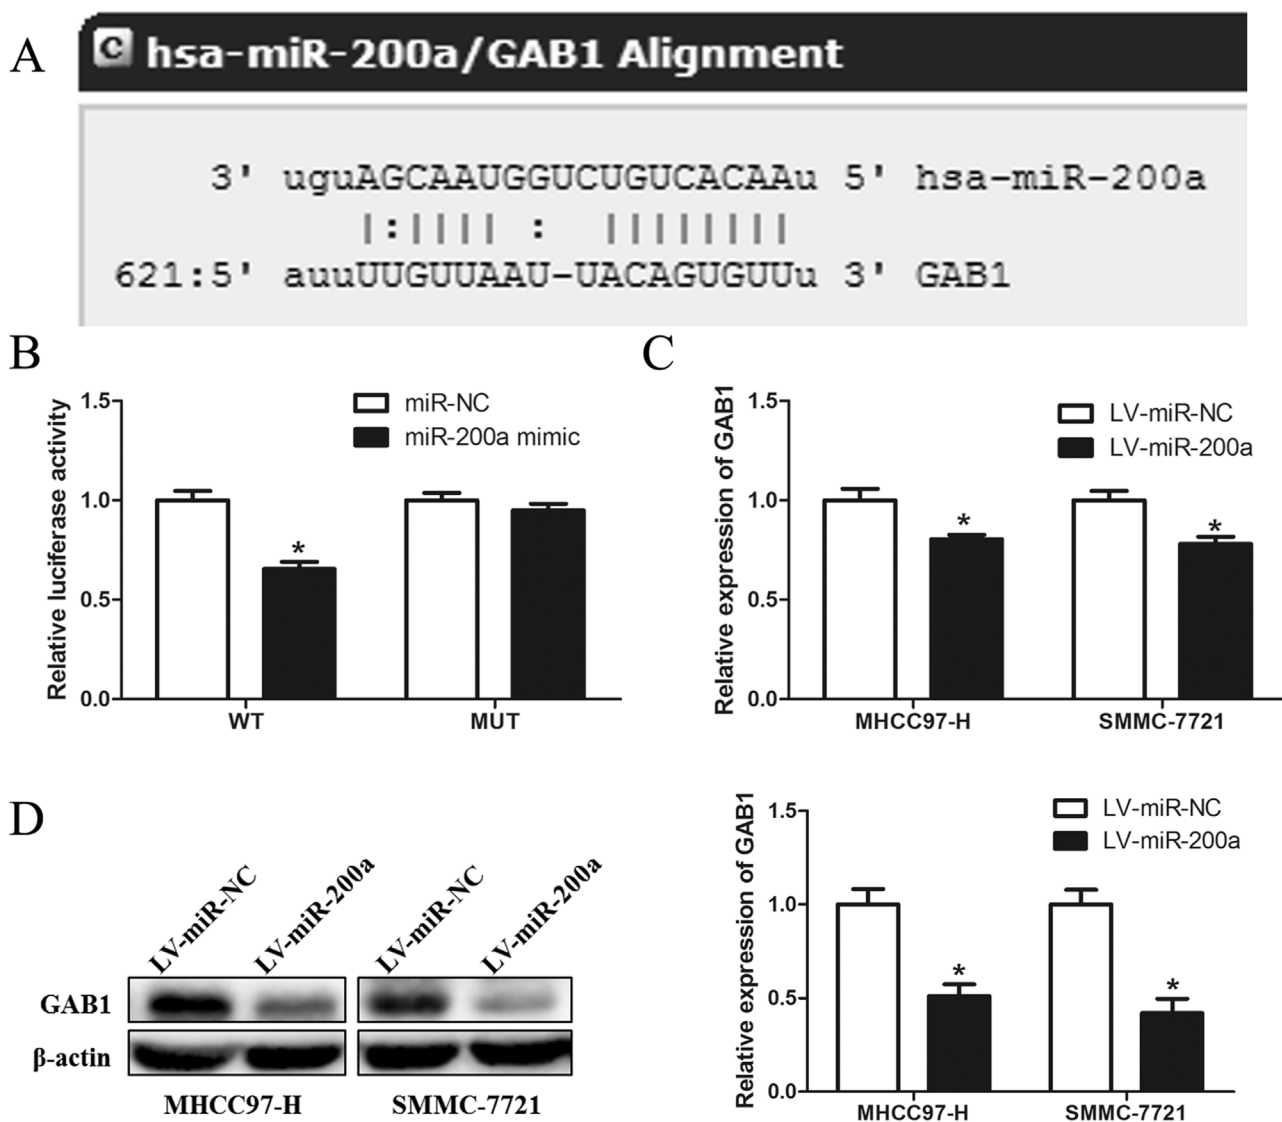 A
C hsa-miR-200a/GAB1 Alignment
3' uguAGCAAUGGUCUGUCACAAu 5' hsa-miR-200a
|:|||| : ||||||||
621:5' auuUUGUUAAU-UACAGUGUUu 3' GAB1
B
Relative luciferase activity
1.5
1.0
0.5
0.0
miR-NC
miR-200a mimic
*
WT
MUT
C
Relative expression of GAB1
1.5
1.0
0.5
0.0
LV-miR-NC
LV-miR-200a
*
*
MHCC97-H
SMMC-7721
D
LV-miR-NC
LV-miR-200a
LV-miR-NC
LV-miR-200a
GAB1
β-actin
MHCC97-H
SMMC-7721
Relative expression of GAB1
1.5
1.0
0.5
0.0
LV-miR-NC
LV-miR-200a
*
*
MHCC97-H
SMMC-7721